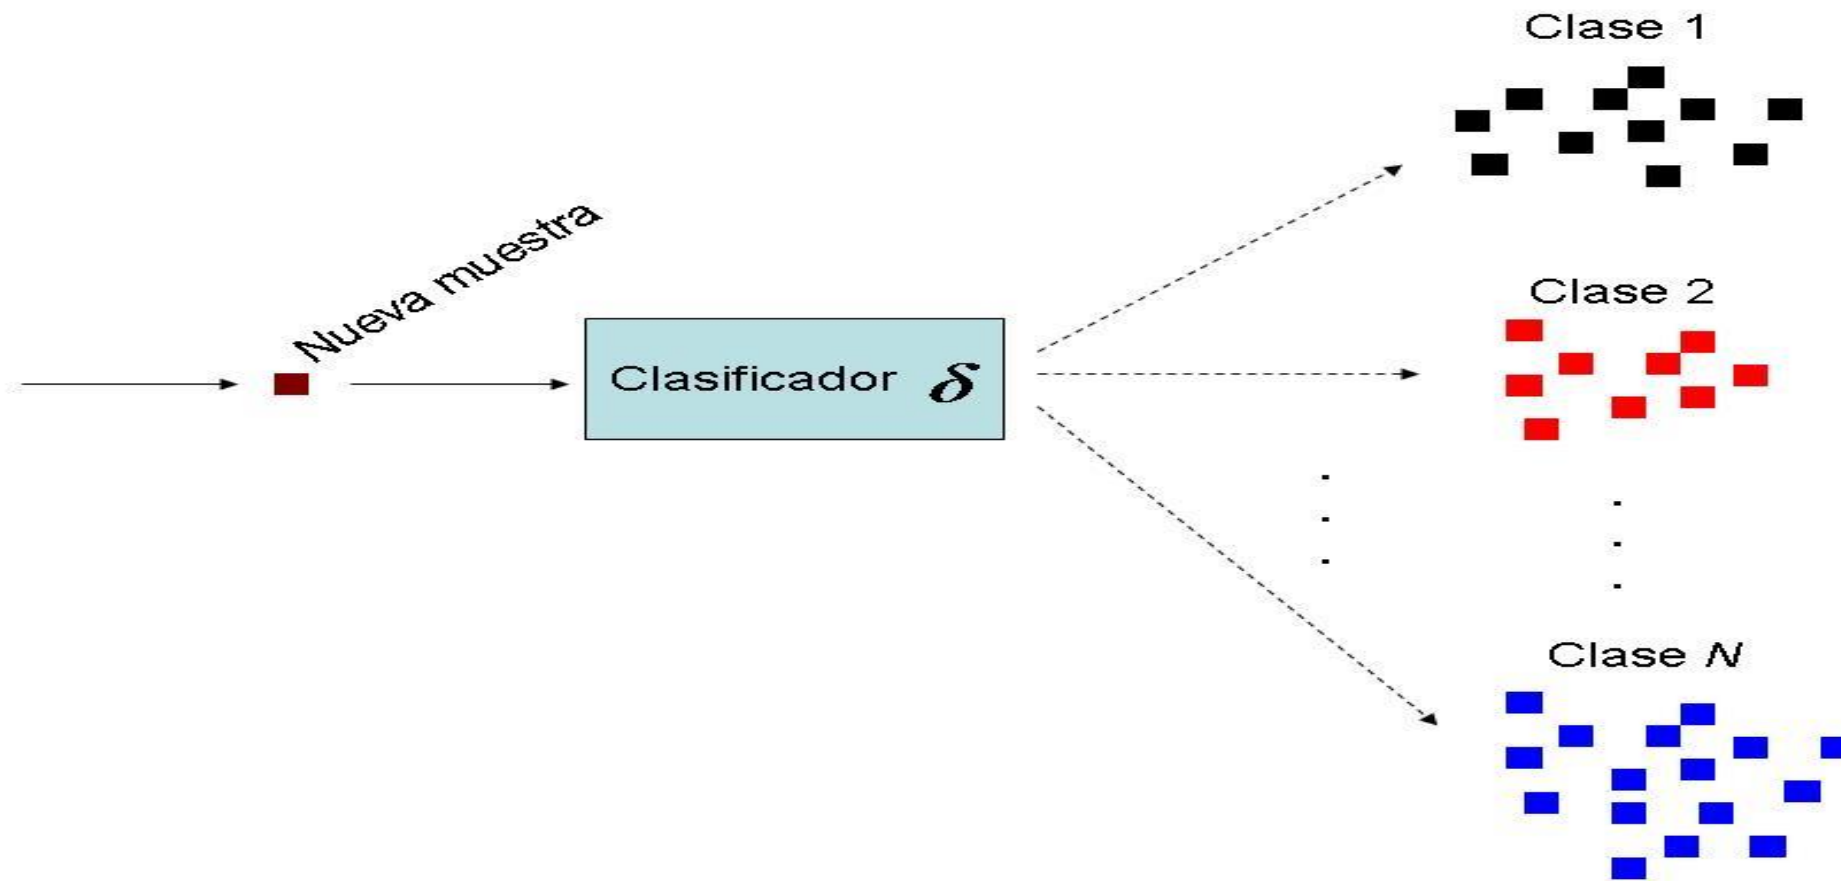 Clase 1
Nueva muestra
Clase 2
Clasificador δ
Clase N